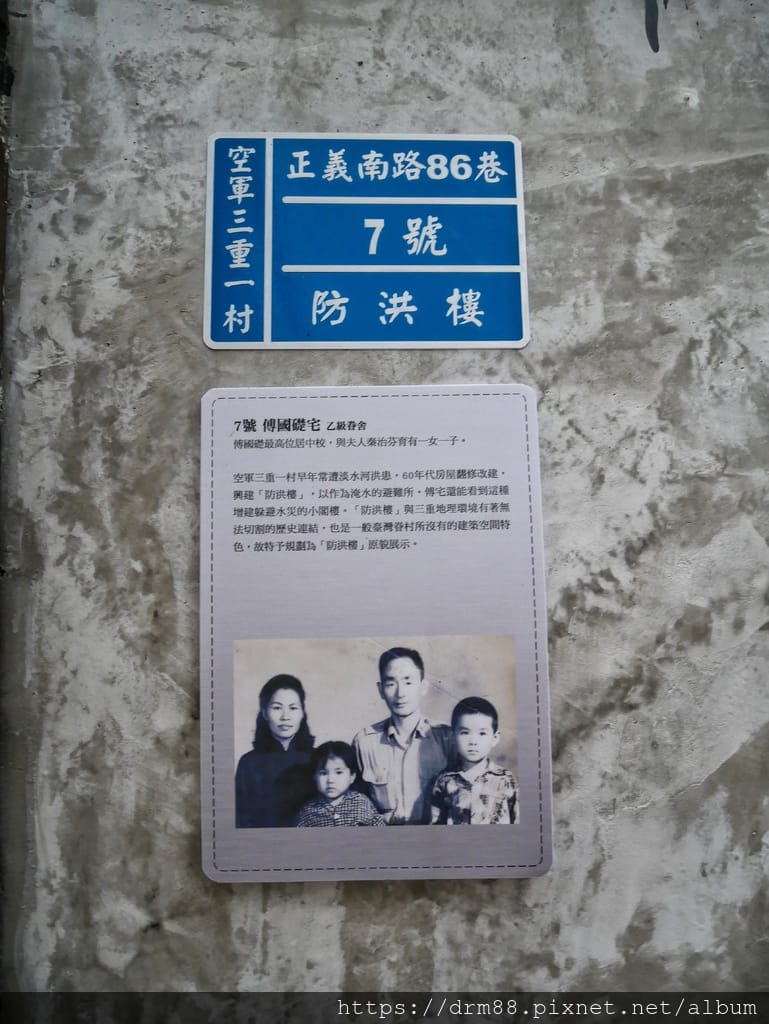 空軍三重一村
正義南路86巷
7號
防洪樓
7號 傅國礎宅 乙級眷舍
傅國礎最高位居中校，與夫人秦治芬育有一女一子。
空軍三重一村早年常遭淡水河洪患，60年代房屋翻修改建，
興建「防洪樓」，以作為淹水的避難所，傅宅還能看到這種
增建躲避水災的小閣樓。「防洪樓」與三重地理環境有著無
法切割的歷史連結，也是一般臺灣眷村所沒有的建築空間特
色，故特予規劃為「防洪樓」原貌展示。
https://drm88.pixnet.net/album